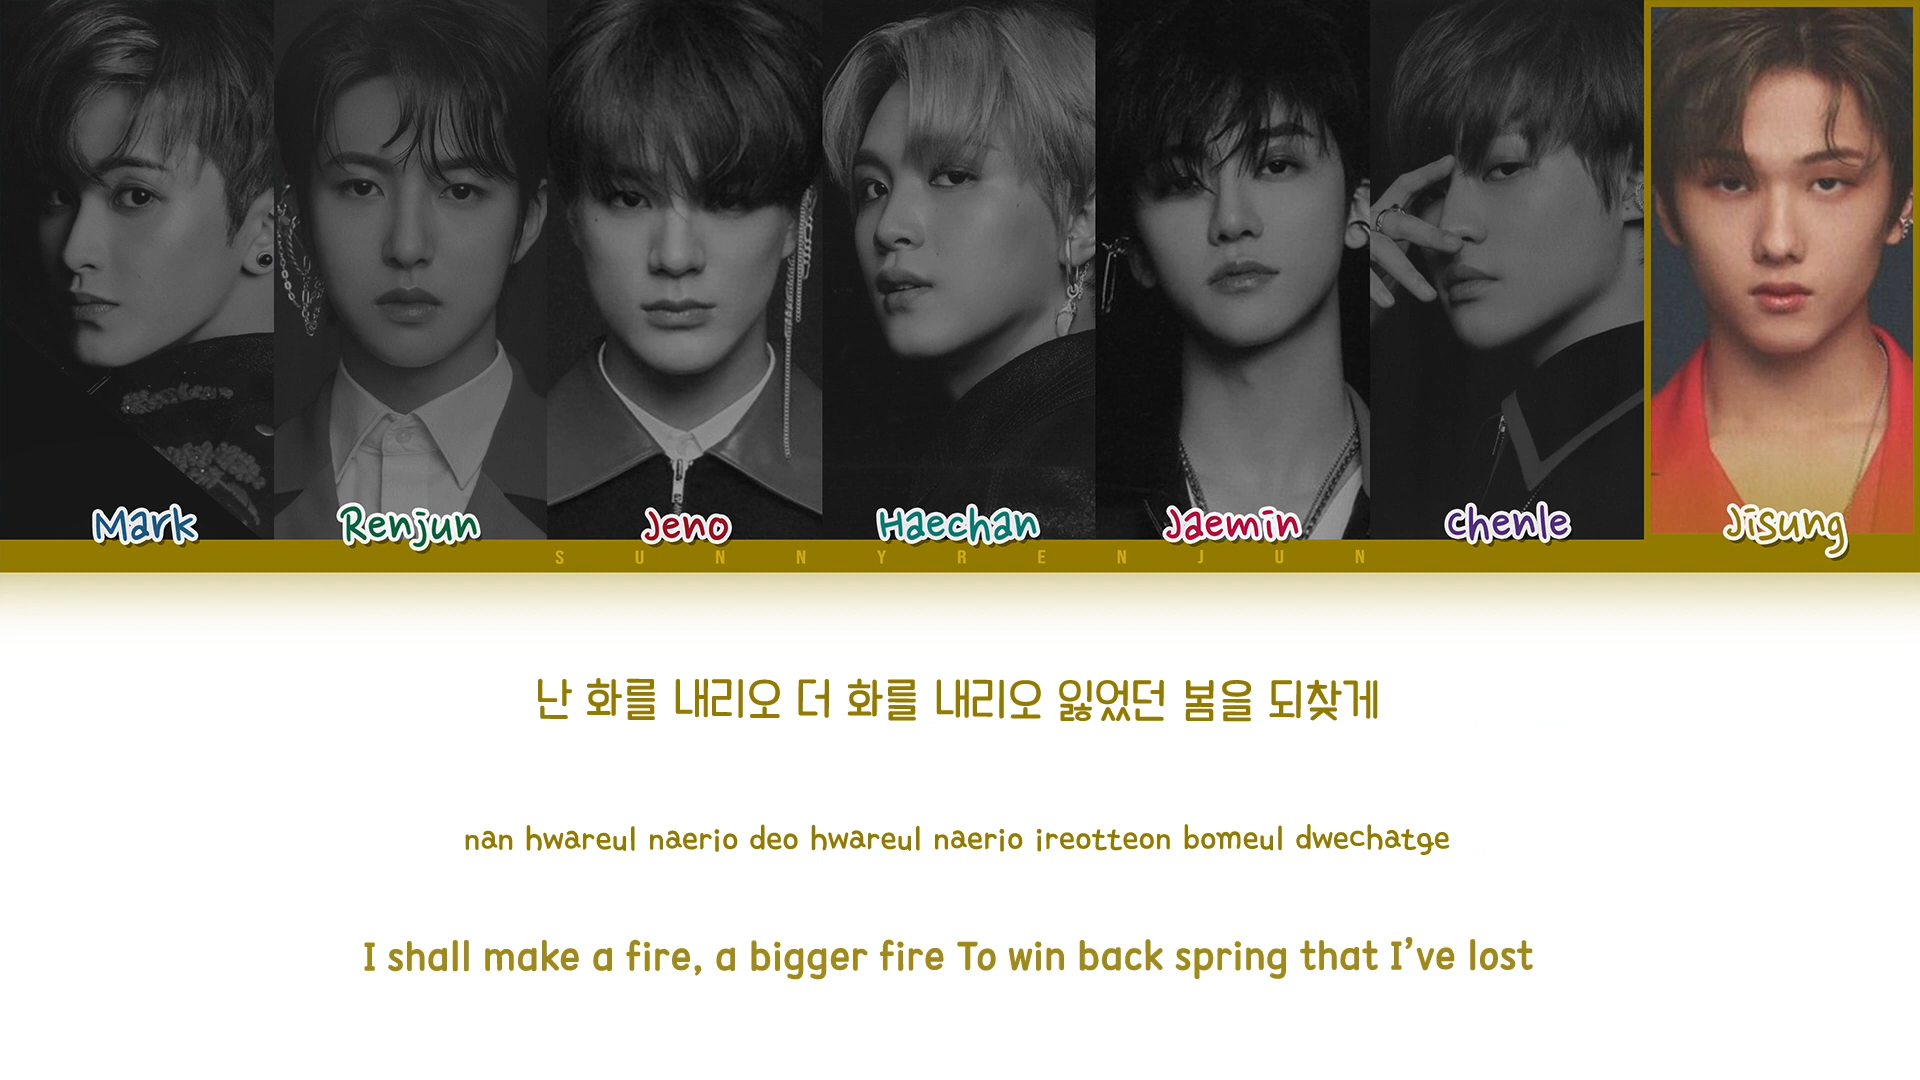 Mark Renjun Jeno Haechan Jaemin Chenle Jisung
SUNNYRENJUN
난 화를 내리오 더 화를 내리오 잃었던 봄을 되찾게
nan hwareul naerio deo hwareul naerio ireotteon bomeul dwechatge
I shall make a fire, a bigger fire To win back spring that I've lost